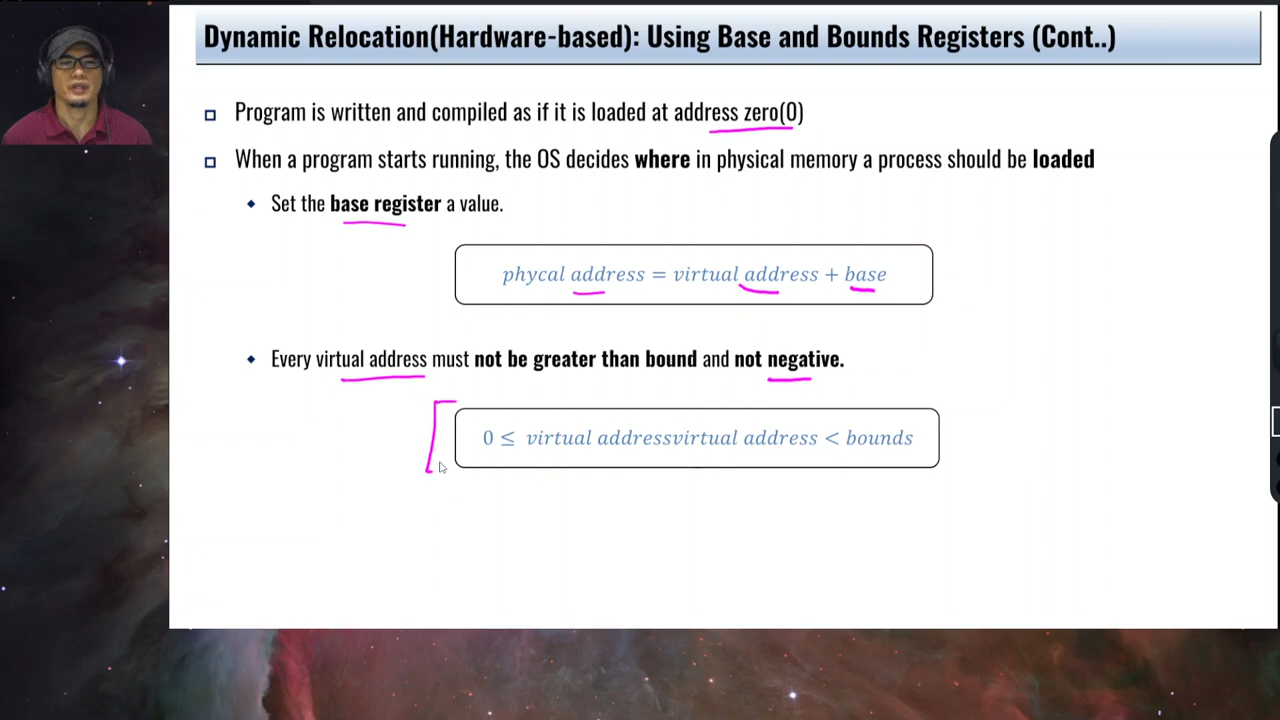 Dynamic Relocation(Hardware-based): Using Base and Bounds Registers (Cont..)
Program is written and compiled as if it is loaded at address zero(0)
When a program starts running, the OS decides where in physical memory a process should be loaded
Set the base register a value.
phycal address = virtual address + base
Every virtual address must not be greater than bound and not negative.
0 ≤ virtual addressvirtual address < bounds